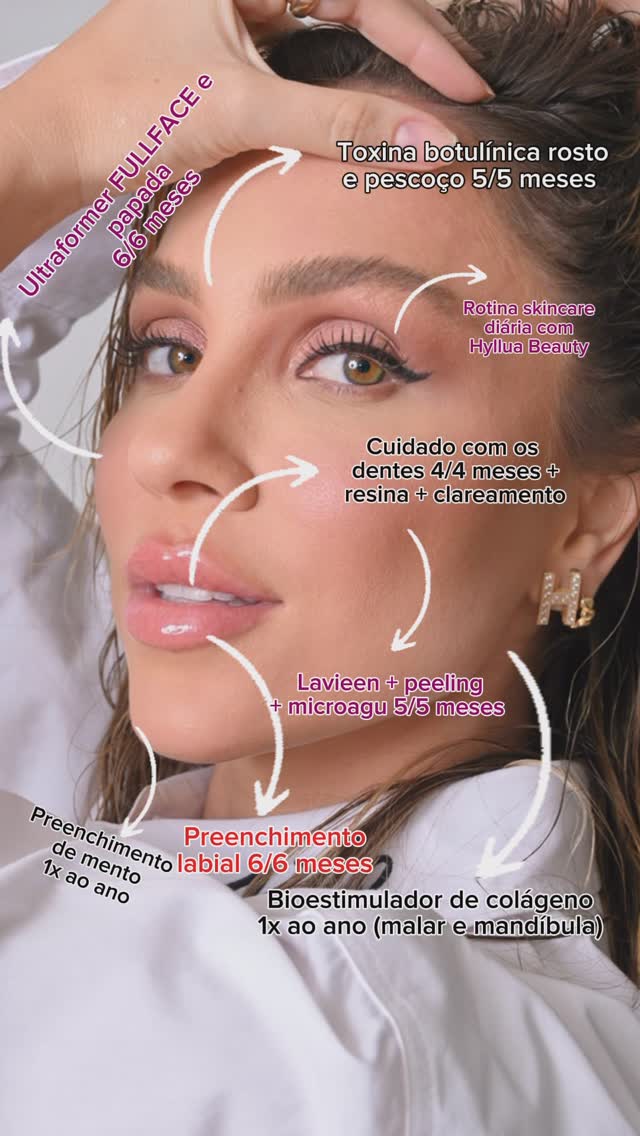 Ultraformer FULLFACE e
papada
6/6 meses
Toxina botulínica rosto
e pescoço 5/5 meses
Rotina skincare
diária com
Hyllua Beauty
Cuidado com os
dentes 4/4 meses +
resina + clareamento
Hs
Lavieen + peeling
+ microagu 5/5 meses
Preenchimento
de mento
1x ao ano
Preenchimento
labial 6/6 meses
Bioestimulador de colágeno
1x ao ano (malar e mandíbula)